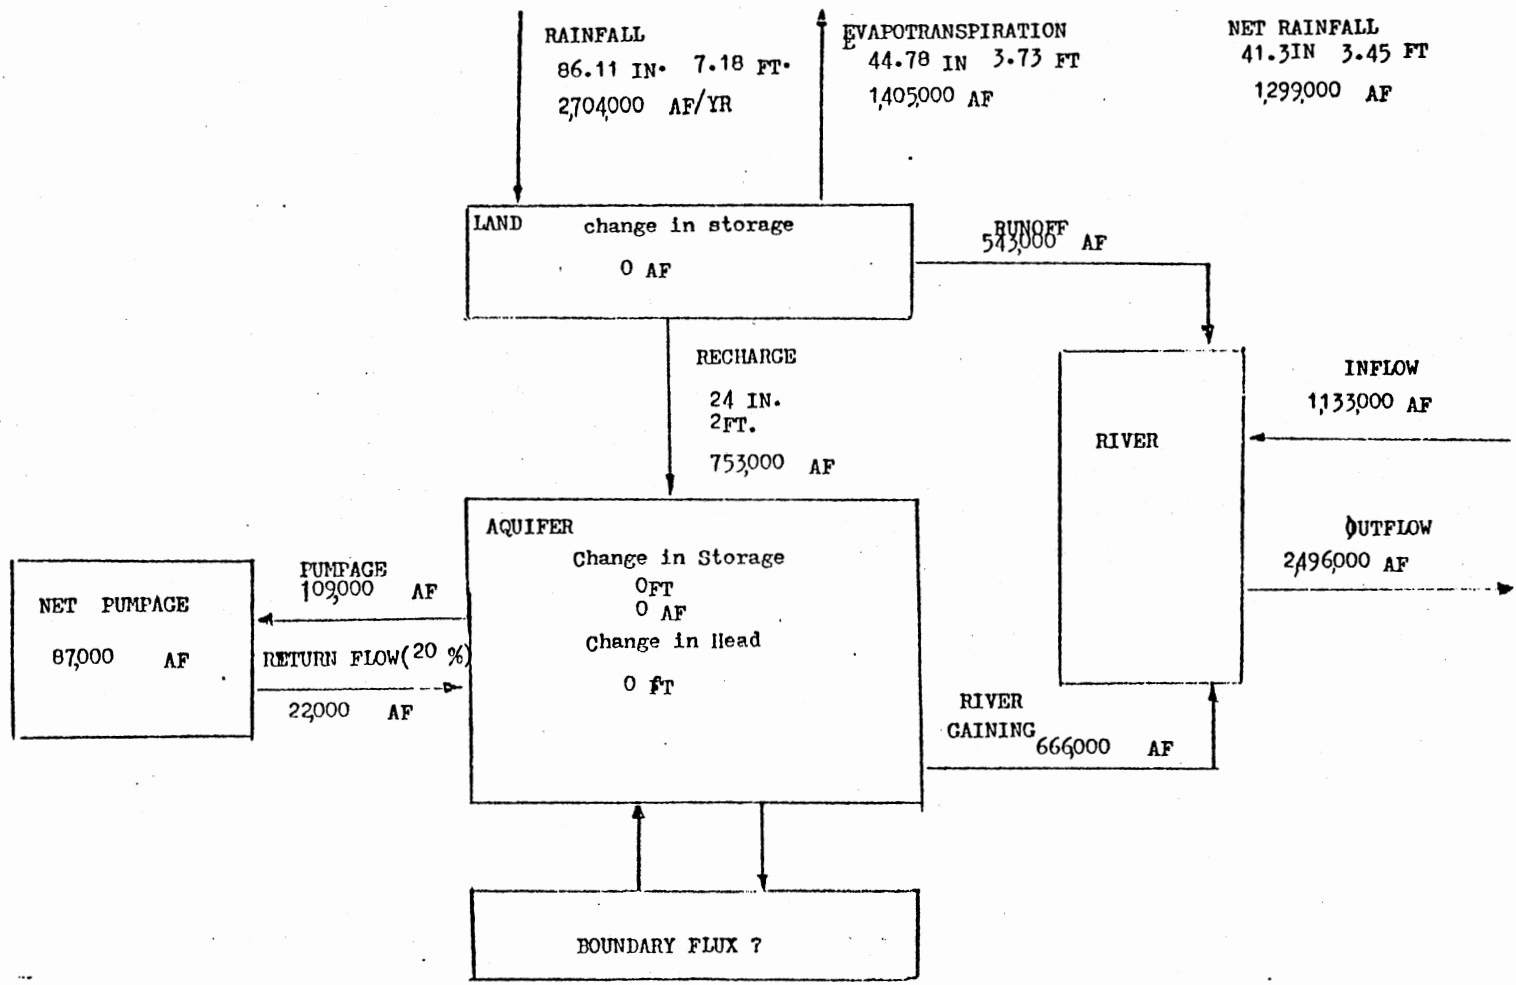 RAINFALL
86.11 IN. 7.18 FT.
2,704,000 AF/YR
EVAPOTRANSPIRATION
E
44.78 IN 3.73 FT
1,405,000 AF
NET RAINFALL
41.3IN 3.45 FT
1,299,000 AF
LAND change in storage
0 AF
RUNOFF
543,000 AF
RECHARGE
24 IN.
2FT.
753,000 AF
RIVER
INFLOW
1,133,000 AF
OUTFLOW
2,496,000 AF
AQUIFER
Change in Storage
0FT
0 AF
Change in Head
0 fT
PUMPAGE
109,000 AF
NET PUMPAGE
87,000 AF
RETURN FLOW(20 %)
22,000 AF
RIVER
GAINING
666,000 AF
BOUNDARY FLUX ?